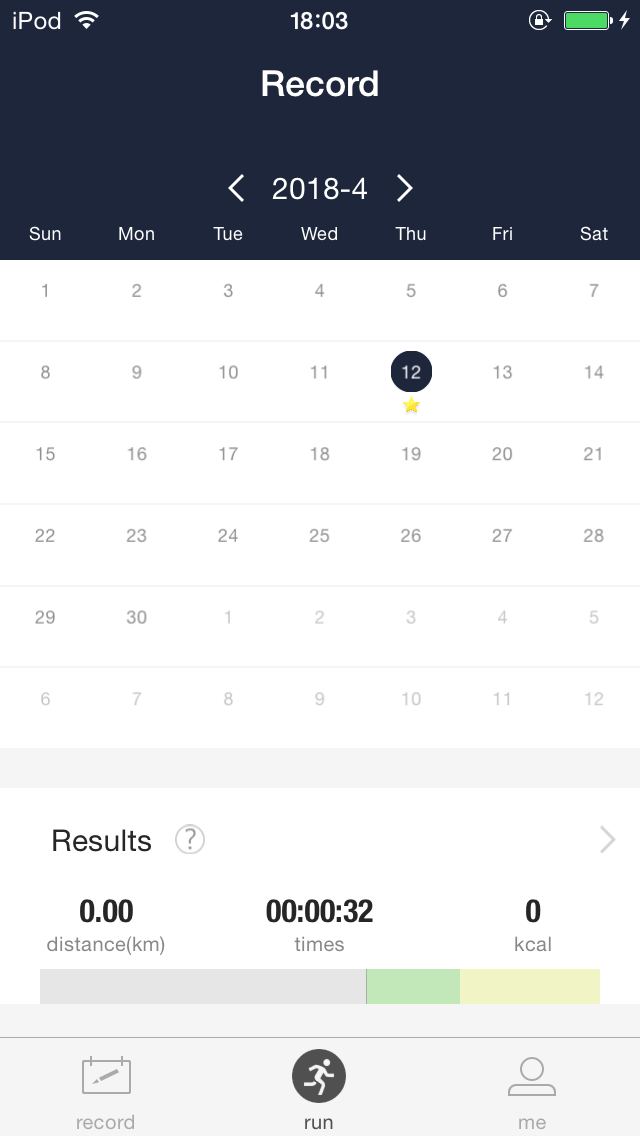 iPod 18:03
Record
2018-4
Sun Mon Tue Wed Thu Fri Sat
1 2 3 4 5 6 7
8 9 10 11 12 13 14
15 16 17 18 19 20 21
22 23 24 25 26 27 28
29 30 1 2 3 4 5
6 7 8 9 10 11 12
Results ?
0.00 00:00:32 0
distance(km) times kcal
record run me